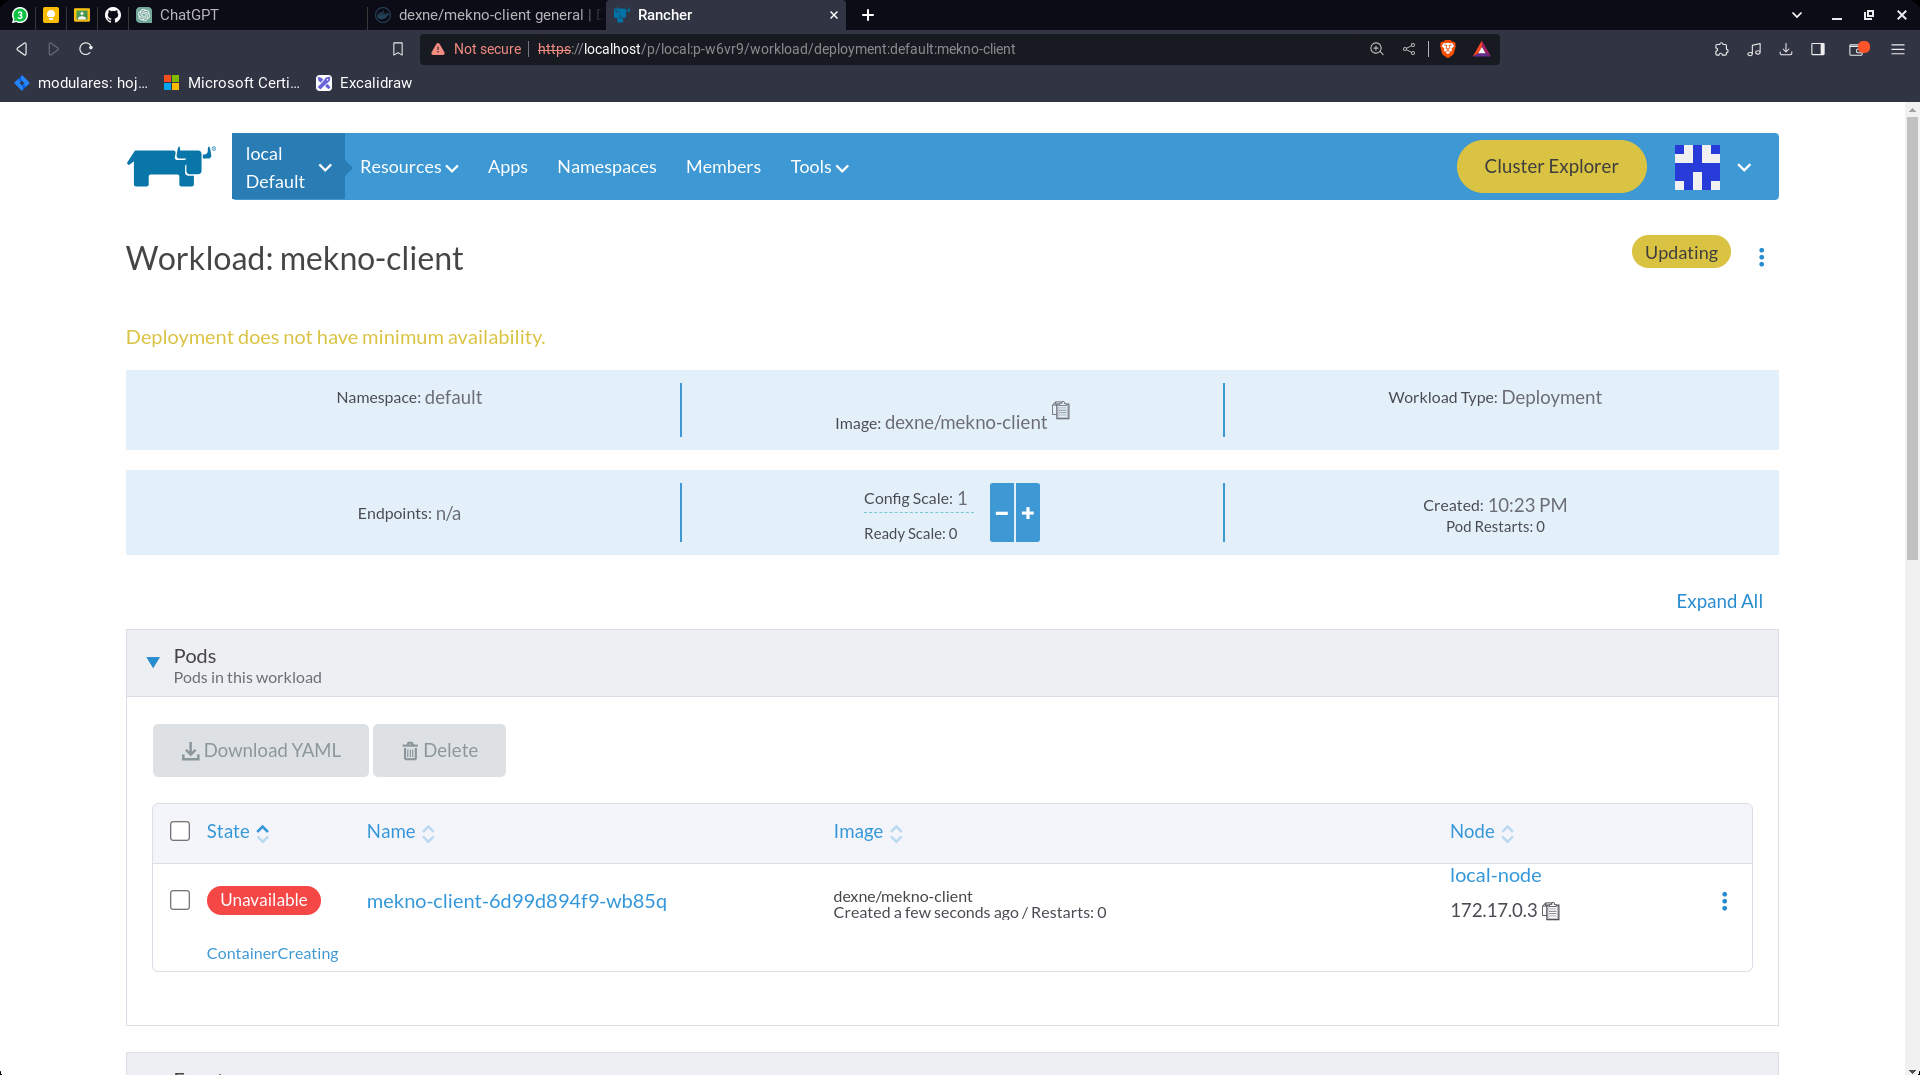 3
ChatGPT
dexne/mekno-client general |
Rancher
Not secure
https://localhost/p/local:p-w6vr9/workload/deployment:default:mekno-client
modulares: hoj...
Microsoft Certi...
Excalidraw
local
Default
Resources
Apps
Namespaces
Members
Tools
Cluster Explorer
Workload: mekno-client
Updating
Deployment does not have minimum availability.
Namespace: default
Image: dexne/mekno-client
Workload Type: Deployment
Endpoints: n/a
Config Scale: 1
Ready Scale: 0
Created: 10:23 PM
Pod Restarts: 0
Expand All
Pods
Pods in this workload
Download YAML
Delete
State
Name
Image
Node
Unavailable
mekno-client-6d99d894f9-wb85q
dexne/mekno-client
Created a few seconds ago / Restarts: 0
local-node
172.17.0.3
ContainerCreating